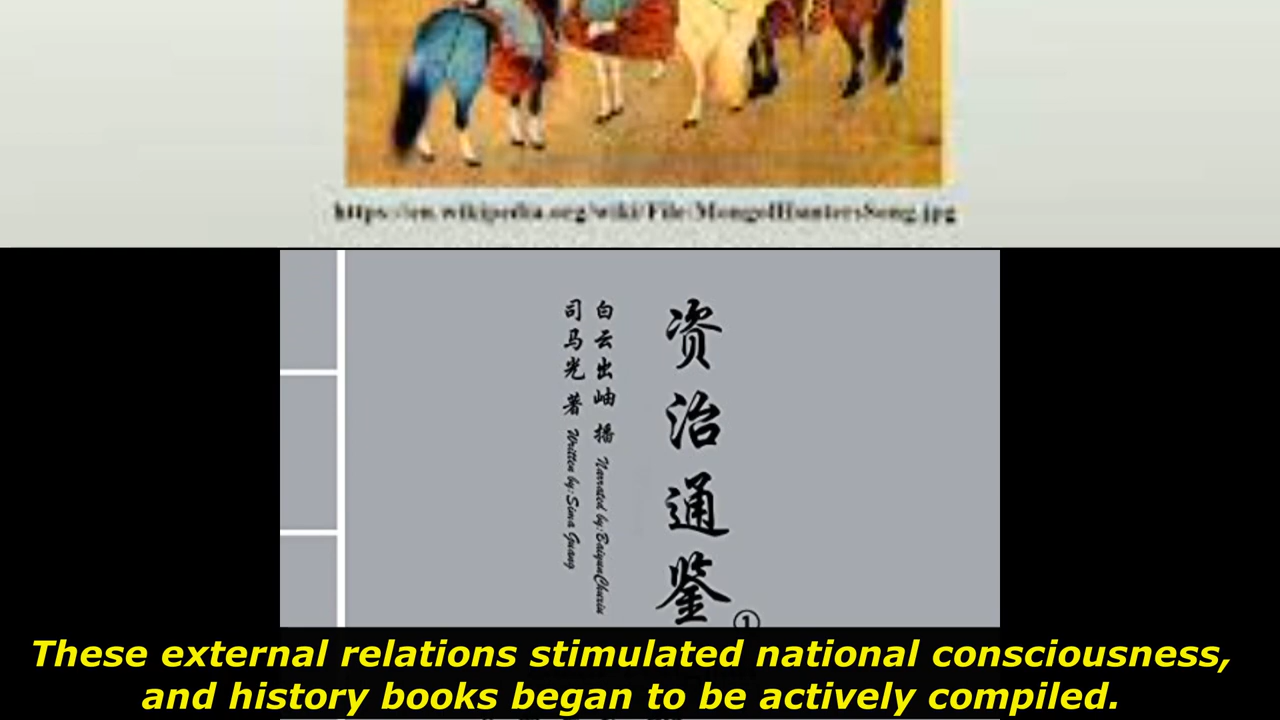 https://en.wikipedia.org/wiki/File:MongolHuntersSong.jpg
资治通鉴
①
白云出岫 播 Narrated by:BaiyunChuxiu
司马光 著 Written by:Sima Guang
These external relations stimulated national consciousness,
and history books began to be actively compiled.